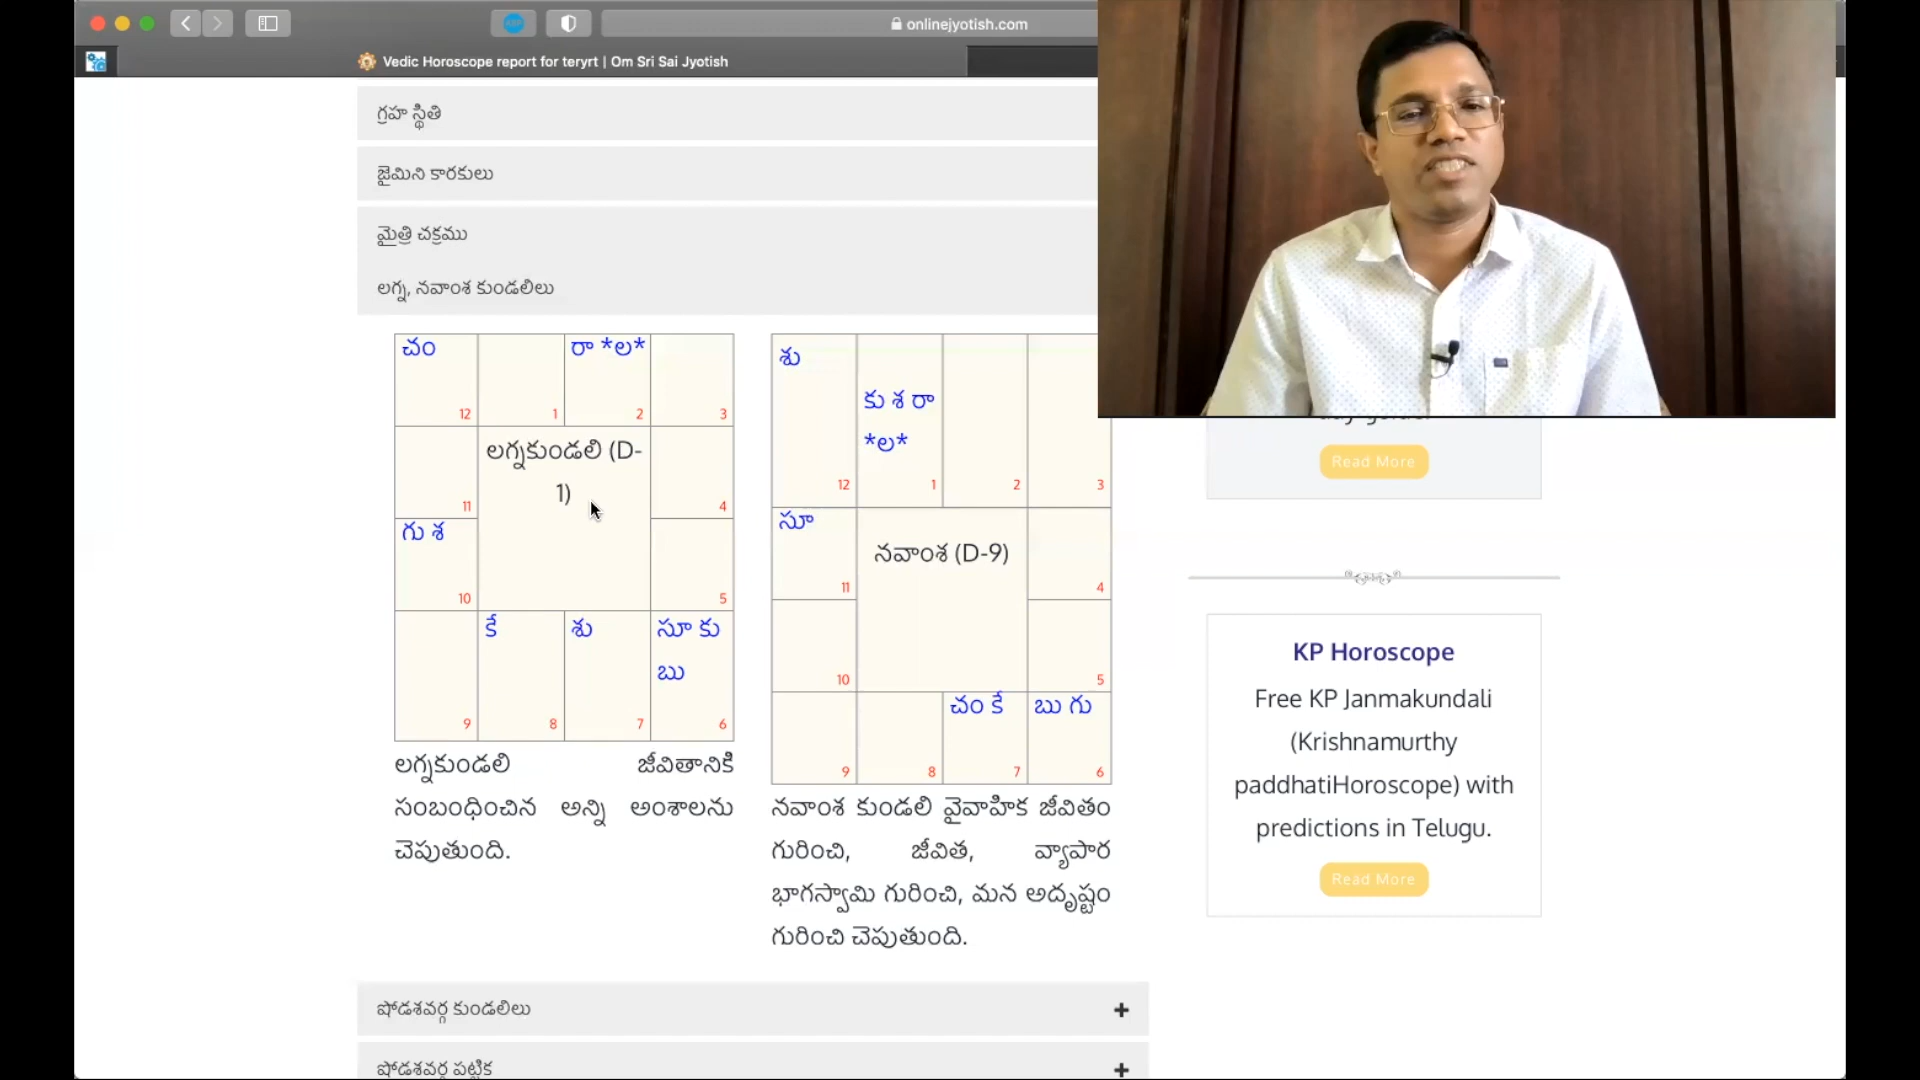 onlinejyotish.com
Vedic Horoscope report for teryrt | Om Sri Sai Jyotish
గ్రహ స్థితి
జైమిని కారకులు
మైత్రి చక్రము
లగ్న, నవాంశ కుండలిలు
చం
రా *ల*
12
1
2
3
లగ్నకుండలి (D-
1)
11
4
గు శ
10
5
కే
శు
సూ కు
బు
9
8
7
6
లగ్నకుండలి జీవితానికి
సంబంధించిన అన్ని అంశాలను
చెపుతుంది.
శు
కు శ రా
*ల*
12
1
2
3
సూ
నవాంశ (D-9)
11
4
10
5
చం కే
బు గు
9
8
7
6
నవాంశ కుండలి వైవాహిక జీవితం
గురించి, జీవిత, వ్యాపార
భాగస్వామి గురించి, మన అదృష్టం
గురించి చెపుతుంది.
షోడశవర్గ కుండలిలు
షోడశవర్గ పట్టిక
Read More
KP Horoscope
Free KP Janmakundali
(Krishnamurthy
paddhatiHoroscope) with
predictions in Telugu.
Read More